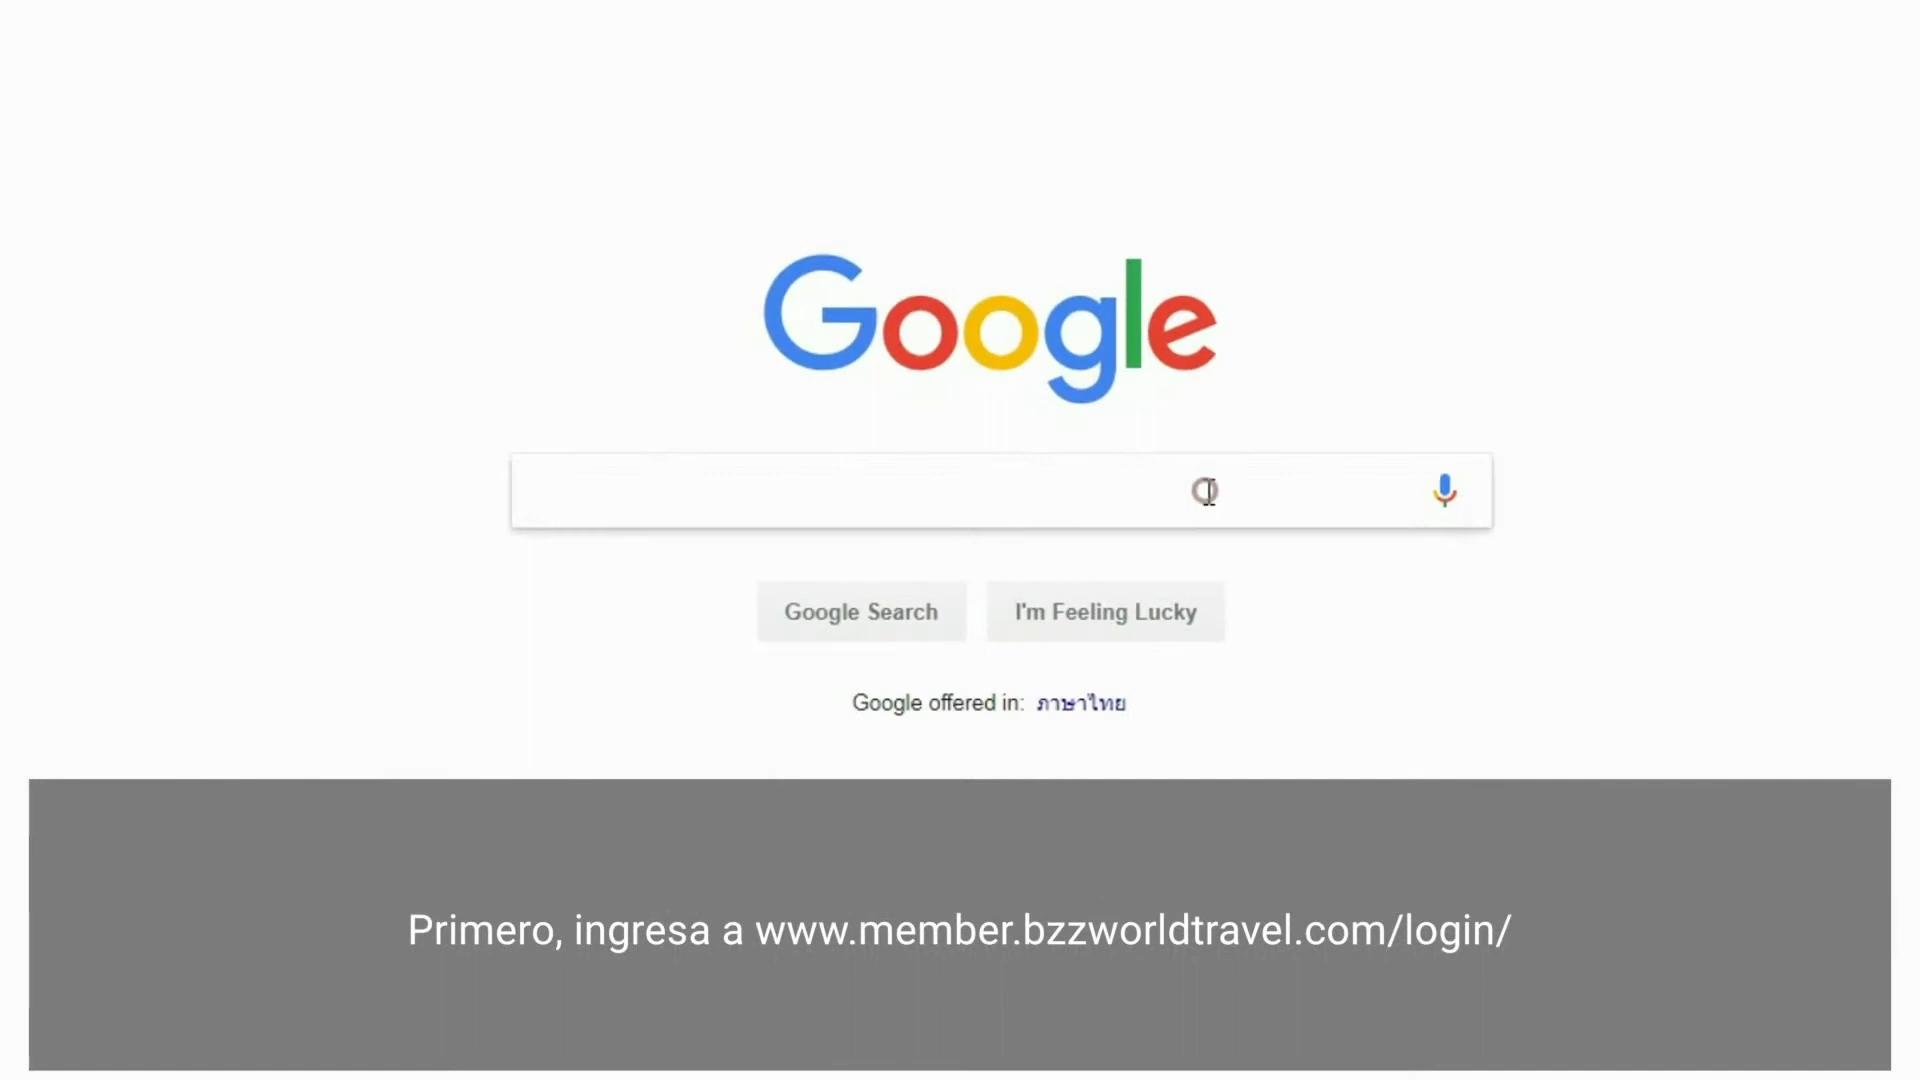 Google
Google Search
I'm Feeling Lucky
Google offered in: ภาษาไทย
Primero, ingresa a www.member.bzzworldtravel.com/login/